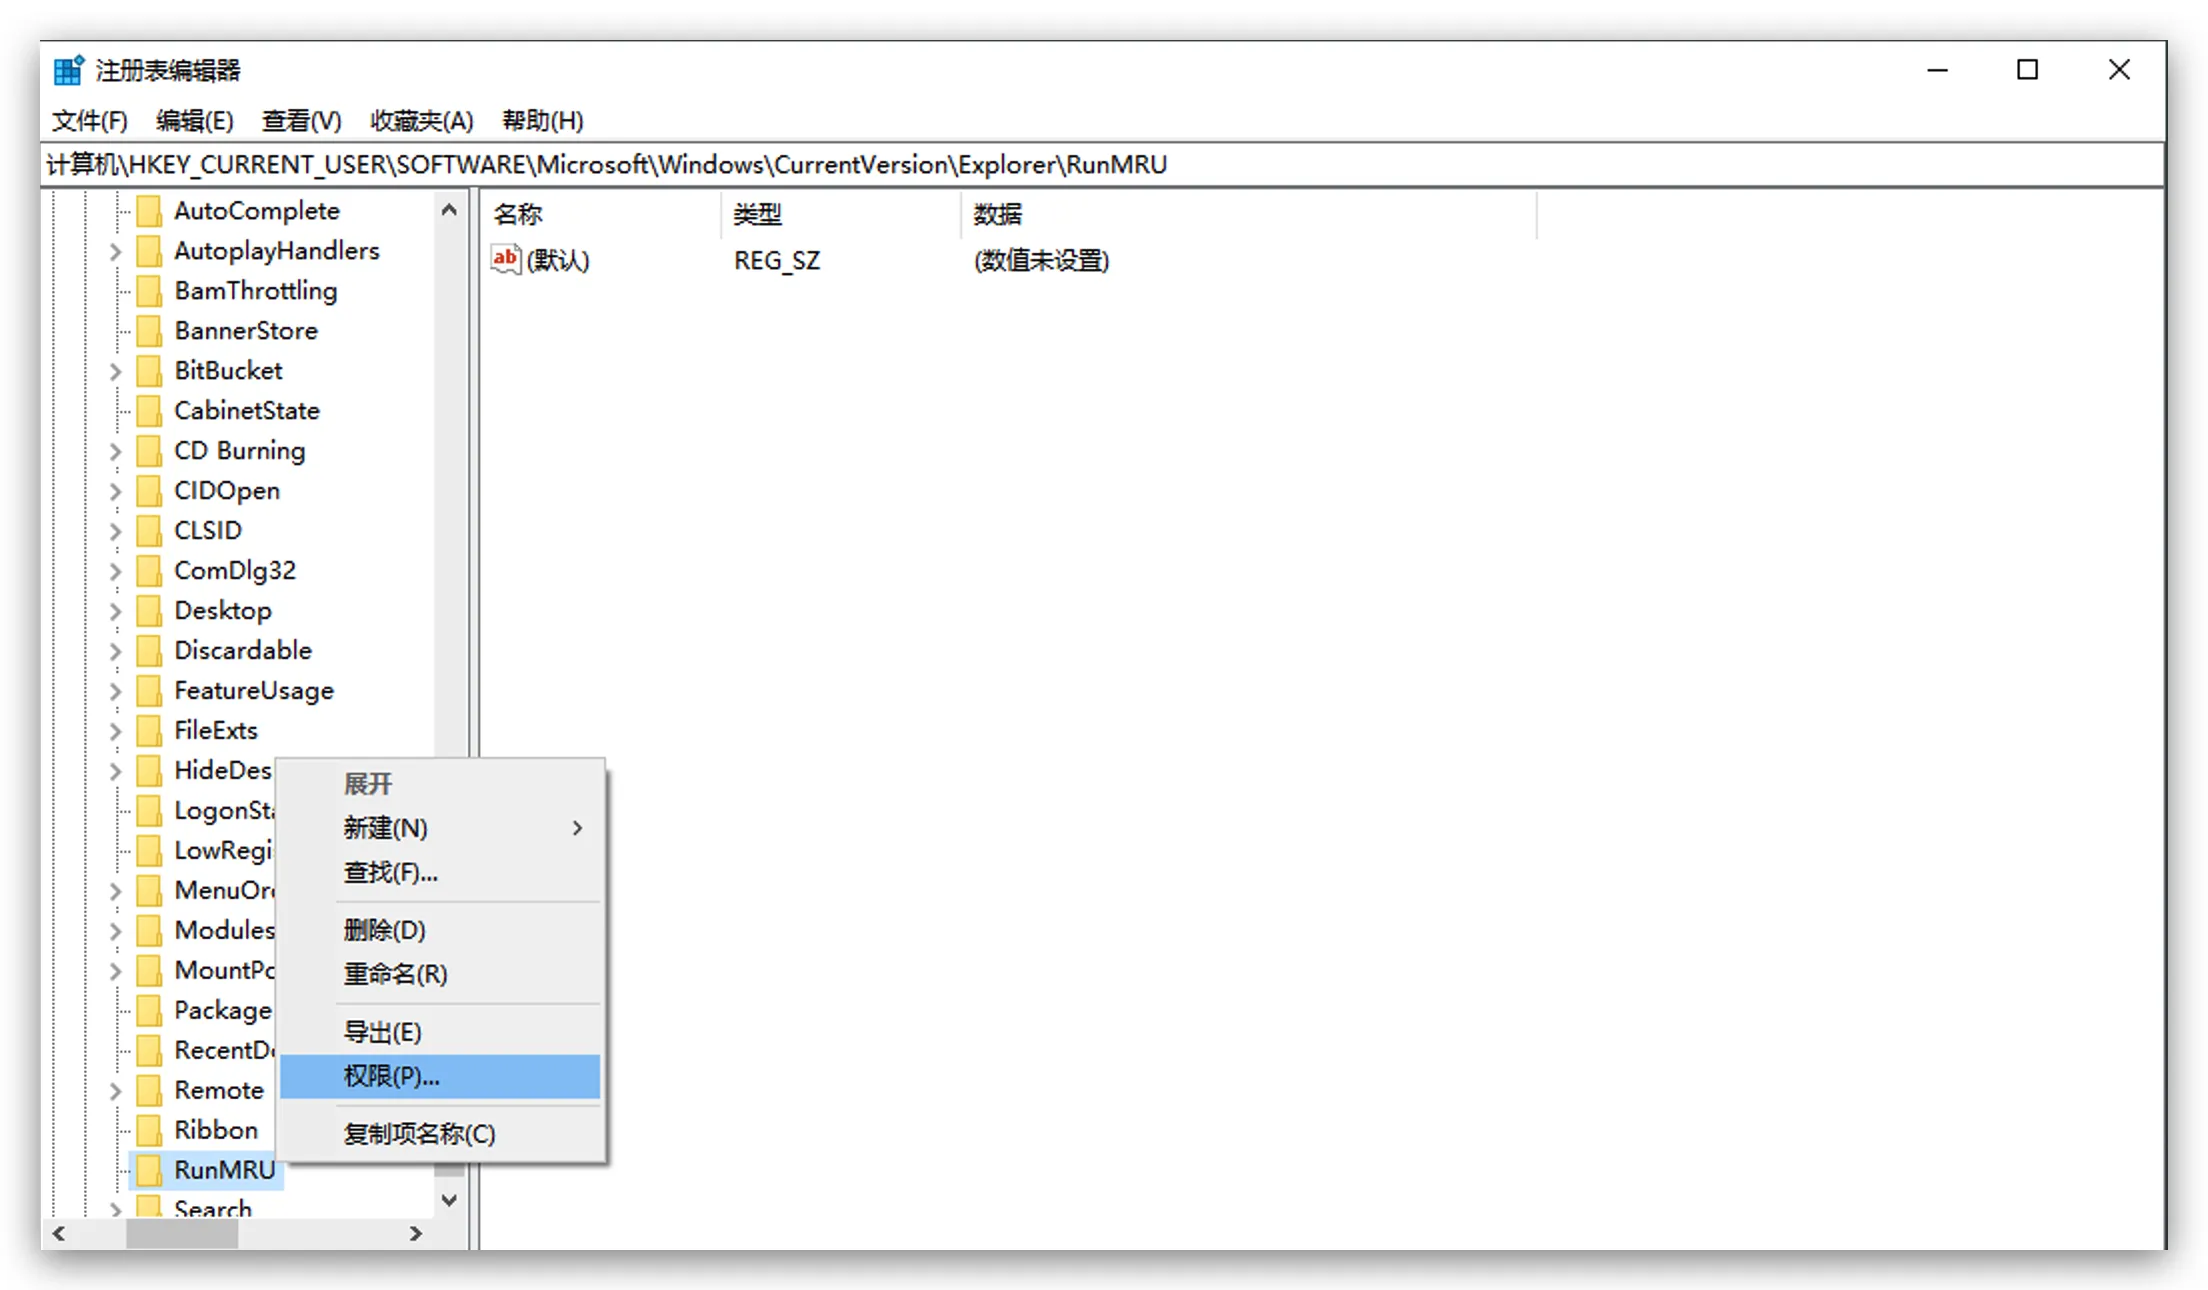 注册表编辑器
文件(F) 编辑(E) 查看(V) 收藏夹(A) 帮助(H)
计算机\HKEY_CURRENT_USER\SOFTWARE\Microsoft\Windows\CurrentVersion\Explorer\RunMRU
AutoComplete
AutoplayHandlers
BamThrottling
BannerStore
BitBucket
CabinetState
CD Burning
CIDOpen
CLSID
ComDlg32
Desktop
Discardable
FeatureUsage
FileExts
HideDes
LogonSta
LowRegi
MenuOr
Modules
MountPo
Package
RecentDo
Remote
Ribbon
RunMRU
Search
名称 类型 数据
ab (默认) REG_SZ (数值未设置)
展开
新建(N)
查找(F)...
删除(D)
重命名(R)
导出(E)
权限(P)...
复制项名称(C)